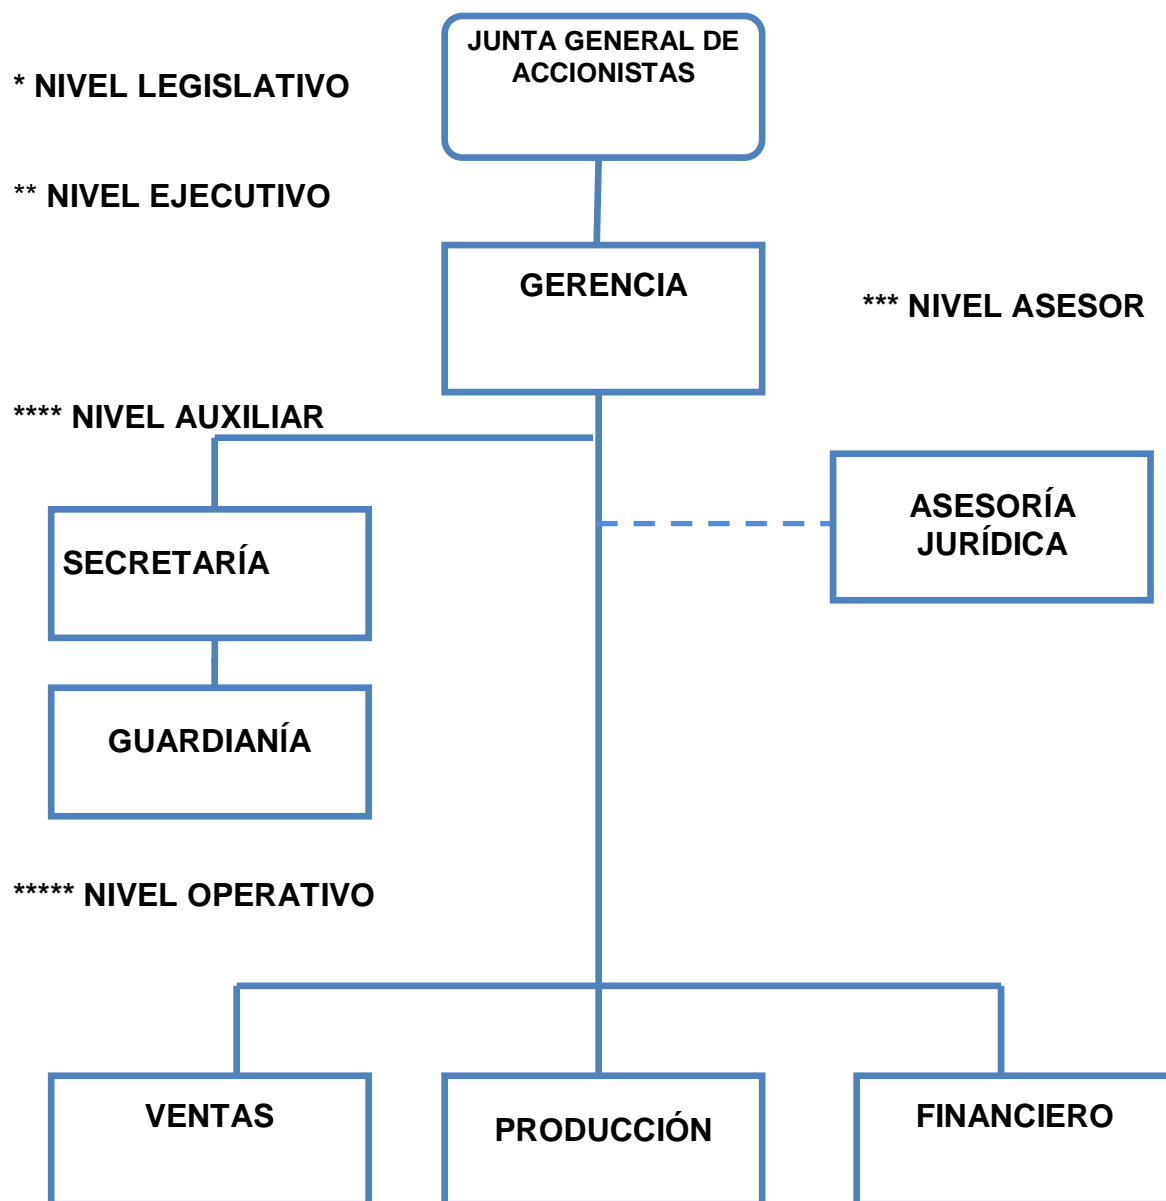 JUNTA GENERAL DE
ACCIONISTAS
* NIVEL LEGISLATIVO
** NIVEL EJECUTIVO
GERENCIA
*** NIVEL ASESOR
**** NIVEL AUXILIAR
ASESORÍA
JURÍDICA
SECRETARÍA
GUARDIANÍA
***** NIVEL OPERATIVO
VENTAS
PRODUCCIÓN
FINANCIERO